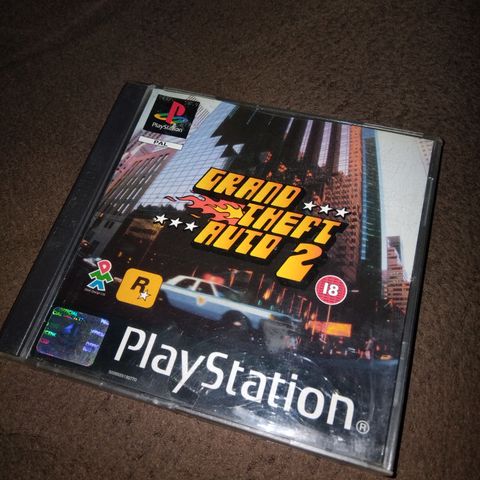 PlayStation
PAL
GRAND
THEFT
AUTO 2
18
R
PlayStation®